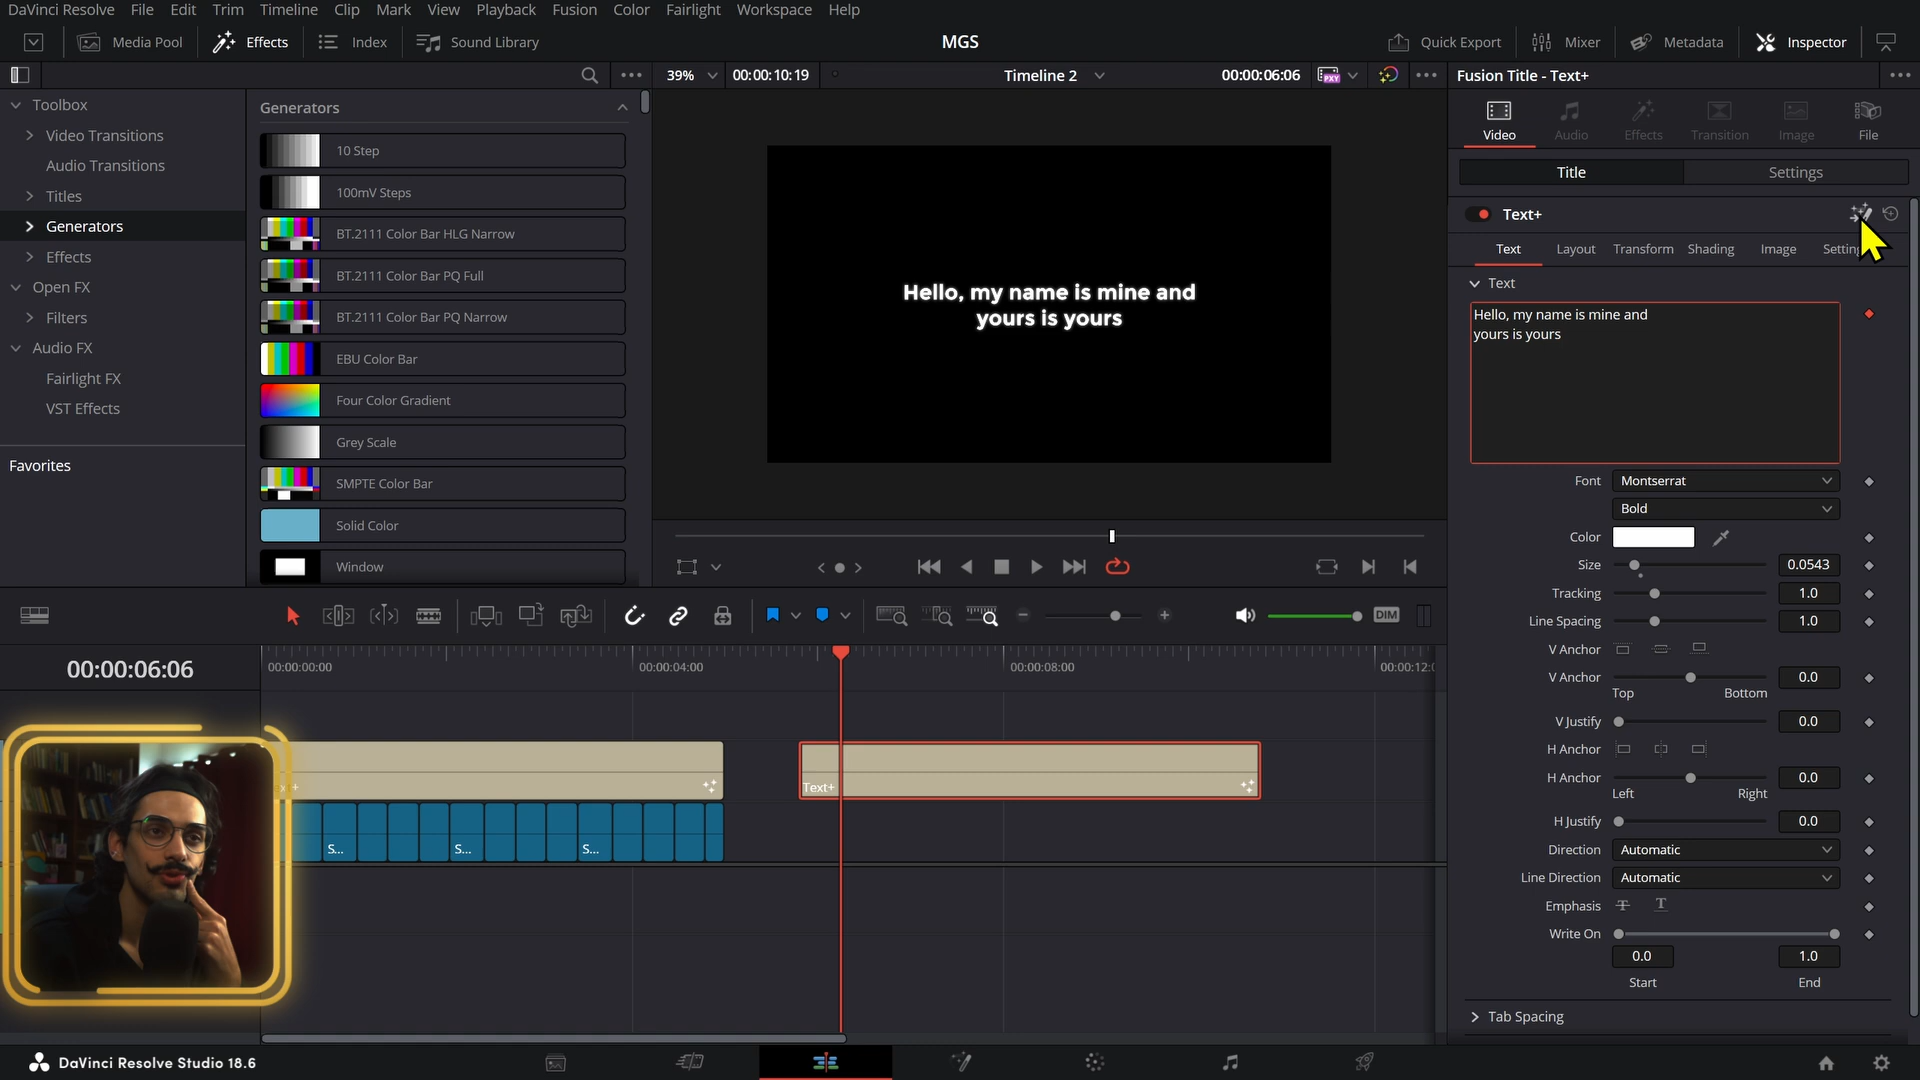 DaVinci Resolve File Edit Trim Timeline Clip Mark View Playback Fusion Color Fairlight Workspace Help
Media Pool Effects Index Sound Library MGS Quick Export Mixer Metadata Inspector
39% 00:00:10:19 Timeline 2 00:00:06:06 PXY Fusion Title - Text+
Toolbox
Video Transitions
Audio Transitions
Titles
Generators
Effects
Open FX
Filters
Audio FX
Fairlight FX
VST Effects
Favorites
Generators
10 Step
100mV Steps
BT.2111 Color Bar HLG Narrow
BT.2111 Color Bar PQ Full
BT.2111 Color Bar PQ Narrow
EBU Color Bar
Four Color Gradient
Grey Scale
SMPTE Color Bar
Solid Color
Window
Hello, my name is mine and
yours is yours
Video Audio Effects Transition Image File
Title Settings
Text+
Text Layout Transform Shading Image
Text
Hello, my name is mine and
yours is yours
Font Montserrat
Bold
Color
Size 0.0543
Tracking 1.0
Line Spacing 1.0
V Anchor
V Anchor 0.0
Top Bottom
V Justify 0.0
H Anchor
H Anchor 0.0
Left Right
H Justify 0.0
Direction Automatic
Line Direction Automatic
Emphasis
Write On
0.0 1.0
Start End
Tab Spacing
DIM
00:00:06:06 00:00:00:00 00:00:04:00 00:00:08:00 00:00:12:0
Text+
S... S... S...
DaVinci Resolve Studio 18.6